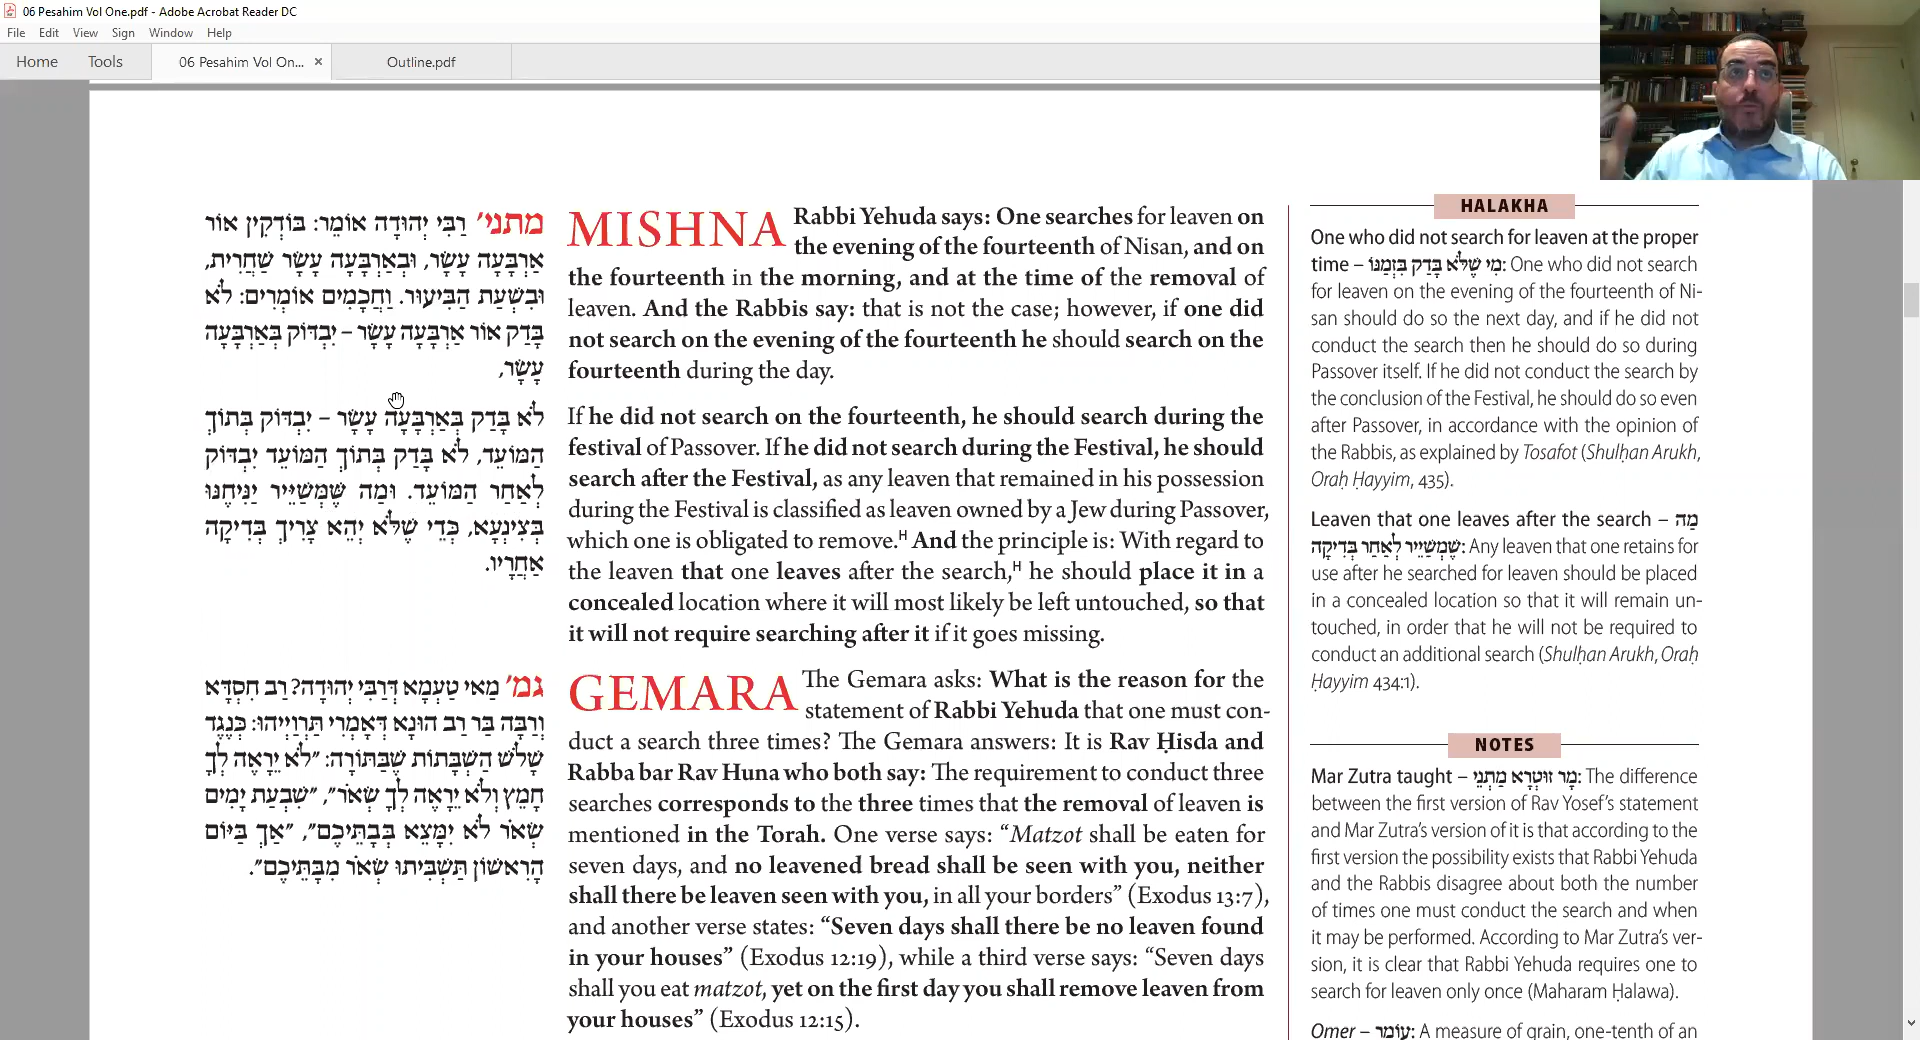 06 Pesahim Vol One.pdf - Adobe Acrobat Reader DC
File Edit View Sign Window Help
Home Tools 06 Pesahim Vol On... × Outline.pdf
מתני׳ רַבִּי יְהוּדָה אוֹמֵר: בּוֹדְקִין אוֹר
אַרְבָּעָה עָשָׂר, וּבְאַרְבָּעָה עָשָׂר שַׁחֲרִית,
וּבִשְׁעַת הַבִּיעוּר. וַחֲכָמִים אוֹמְרִים: לֹא
בָּדַק אוֹר אַרְבָּעָה עָשָׂר – יִבְדּוֹק בְּאַרְבָּעָה
עָשָׂר,
לֹא בָּדַק בְּאַרְבָּעָה עָשָׂר – יִבְדּוֹק בְּתוֹךְ
הַמּוֹעֵד, לֹא בָּדַק בְּתוֹךְ הַמּוֹעֵד יִבְדּוֹק
לְאַחַר הַמּוֹעֵד. וּמַה שֶּׁמְּשַׁיֵּיר יַנִּיחֶנּוּ
בְּצִינְעָא, כְּדֵי שֶׁלֹּא יְהֵא צָרִיךְ בְּדִיקָה
אַחֲרָיו.
גמ׳ מַאי טַעְמָא דְּרַבִּי יְהוּדָה? רַב חִסְדָּא
וְרַבָּה בַּר רַב הוּנָא דְּאָמְרִי תַּרְוַיְיהוּ: כְּנֶגֶד
שָׁלֹשׁ הַשְׁבָּתוֹת שֶׁבַּתּוֹרָה: ״לֹא יֵרָאֶה לְךָ
חָמֵץ וְלֹא יֵרָאֶה לְךָ שְׂאֹר״, ״שִׁבְעַת יָמִים
שְׂאֹר לֹא יִמָּצֵא בְּבָתֵּיכֶם״, ״אַךְ בַּיּוֹם
הָרִאשׁוֹן תַּשְׁבִּיתוּ שְׂאֹר מִבָּתֵּיכֶם״.
MISHNA Rabbi Yehuda says: One searches for leaven on
the evening of the fourteenth of Nisan, and on
the fourteenth in the morning, and at the time of the removal of
leaven. And the Rabbis say: that is not the case; however, if one did
not search on the evening of the fourteenth he should search on the
fourteenth during the day.
If he did not search on the fourteenth, he should search during the
festival of Passover. If he did not search during the Festival, he should
search after the Festival, as any leaven that remained in his possession
during the Festival is classified as leaven owned by a Jew during Passover,
which one is obligated to remove.ᴴ And the principle is: With regard to
the leaven that one leaves after the search,ᴴ he should place it in a
concealed location where it will most likely be left untouched, so that
it will not require searching after it if it goes missing.
GEMARA The Gemara asks: What is the reason for the
statement of Rabbi Yehuda that one must con-
duct a search three times? The Gemara answers: It is Rav Ḥisda and
Rabba bar Rav Huna who both say: The requirement to conduct three
searches corresponds to the three times that the removal of leaven is
mentioned in the Torah. One verse says: “Matzot shall be eaten for
seven days, and no leavened bread shall be seen with you, neither
shall there be leaven seen with you, in all your borders” (Exodus 13:7),
and another verse states: “Seven days shall there be no leaven found
in your houses” (Exodus 12:19), while a third verse says: “Seven days
shall you eat matzot, yet on the first day you shall remove leaven from
your houses” (Exodus 12:15).
HALAKHA
One who did not search for leaven at the proper
time – מִי שֶׁלֹּא בָּדַק בִּזְמַנּוֹ: One who did not search
for leaven on the evening of the fourteenth of Ni-
san should do so the next day, and if he did not
conduct the search then he should do so during
Passover itself. If he did not conduct the search by
the conclusion of the Festival, he should do so even
after Passover, in accordance with the opinion of
the Rabbis, as explained by Tosafot (Shulḥan Arukh,
Oraḥ Ḥayyim, 435).
Leaven that one leaves after the search – מַה
שֶּׁמְּשַׁיֵּיר לְאַחַר בְּדִיקָה: Any leaven that one retains for
use after he searched for leaven should be placed
in a concealed location so that it will remain un-
touched, in order that he will not be required to
conduct an additional search (Shulḥan Arukh, Oraḥ
Ḥayyim 434:1).
NOTES
Mar Zutra taught – מָר זוּטְרָא מַתְנֵי: The difference
between the first version of Rav Yosef’s statement
and Mar Zutra’s version of it is that according to the
first version the possibility exists that Rabbi Yehuda
and the Rabbis disagree about both the number
of times one must conduct the search and when
it may be performed. According to Mar Zutra’s ver-
sion, it is clear that Rabbi Yehuda requires one to
search for leaven only once (Maharam Ḥalawa).
Omer – עוֹמֶר: A measure of grain, one-tenth of an